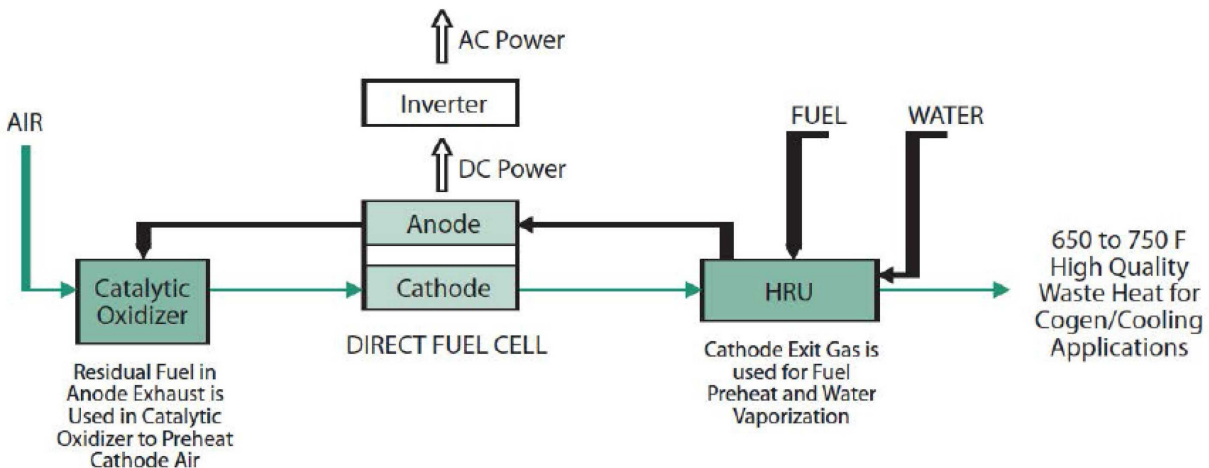 AC Power
Inverter
AIR
FUEL
WATER
DC Power
Anode
Cathode
Catalytic
Oxidizer
HRU
650 to 750 F
High Quality
Waste Heat for
Cogen/Cooling
Applications
DIRECT FUEL CELL
Residual Fuel in
Anode Exhaust is
Used in Catalytic
Oxidizer to Preheat
Cathode Air
Cathode Exit Gas is
used for Fuel
Preheat and Water
Vaporization